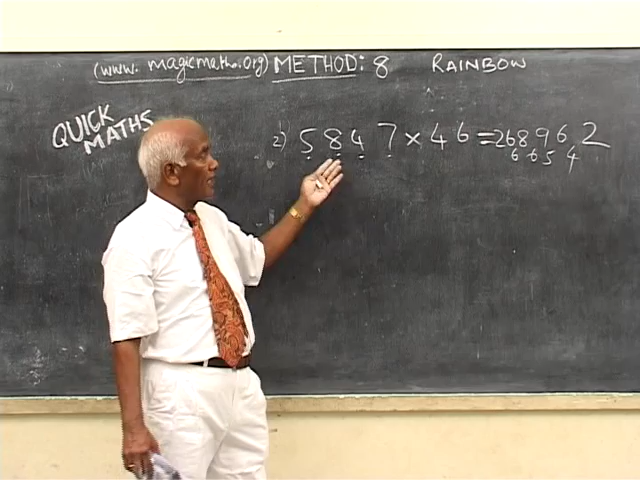 (www. magicmaths.org) METHOD: 8 RAINBOW
QUICK
MATHS
2) 5847 × 46 = 268962
6 6 5 4